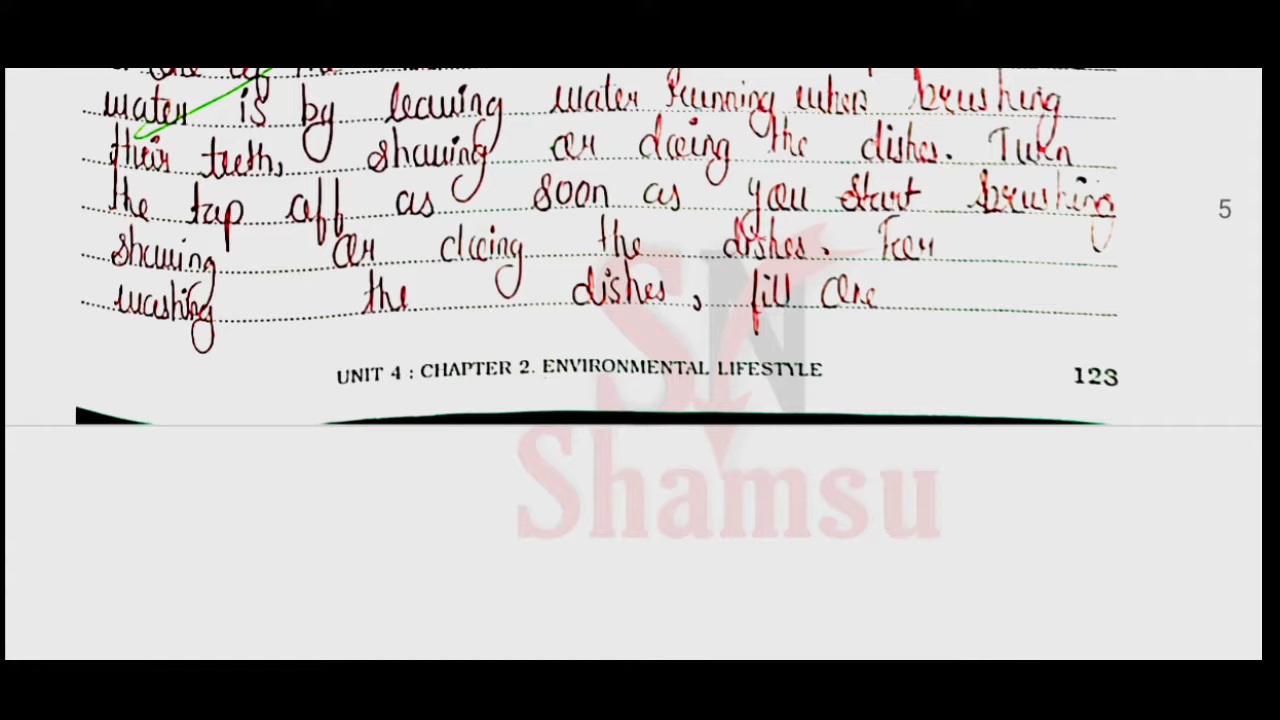 water is by leaving water running when brushing
their teeth, shaving or doing the dishes. Turn
the tap off as soon as you start brushing
shaving or doing the dishes. For
washing the dishes, fill one
5
UNIT 4 : CHAPTER 2. ENVIRONMENTAL LIFESTYLE
123
SN
Shamsu